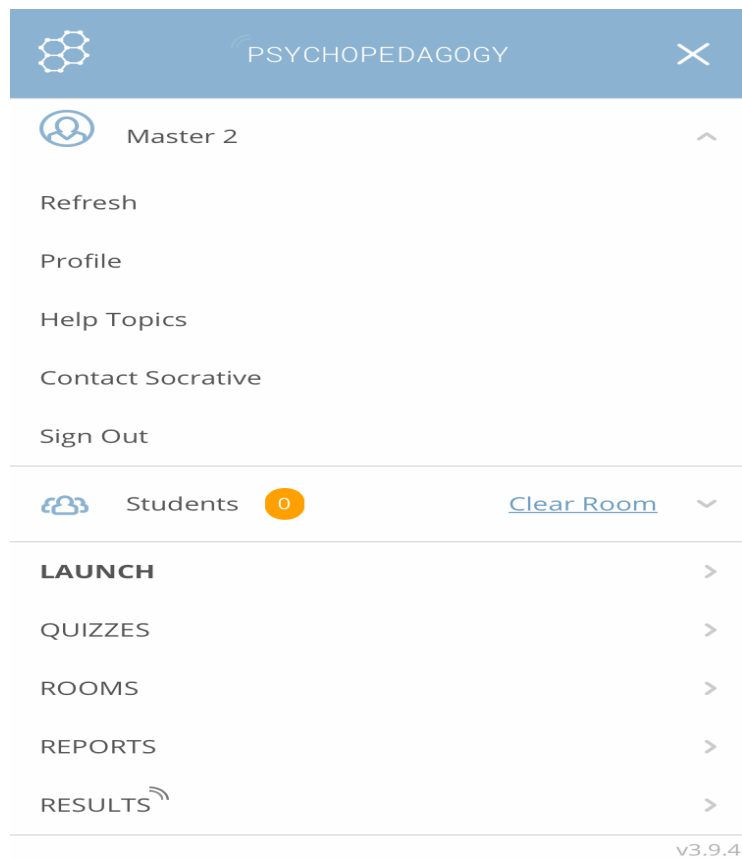 PSYCHOPEDAGOGY
Master 2
Refresh
Profile
Help Topics
Contact Socrative
Sign Out
Students 0 Clear Room
LAUNCH
QUIZZES
ROOMS
REPORTS
RESULTS
v3.9.4